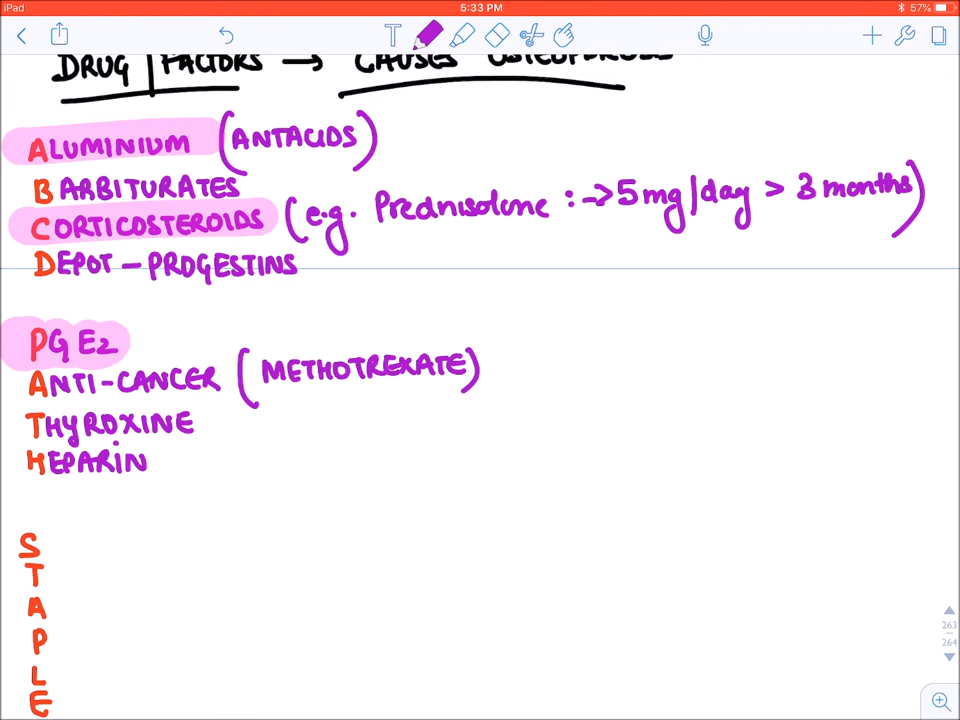 iPad 5:33 PM 57%
DRUG | FACTORS → CAUSES OSTEOPOROSIS
ALUMINIUM (ANTACIDS)
BARBITURATES
CORTICOSTEROIDS (e.g. Prednisolone :→ 5mg/day > 3 months)
DEPOT - PROGESTINS
PGE2
ANTI-CANCER (METHOTREXATE)
THYROXINE
HEPARIN
S
T
A
P
L
E
263
264